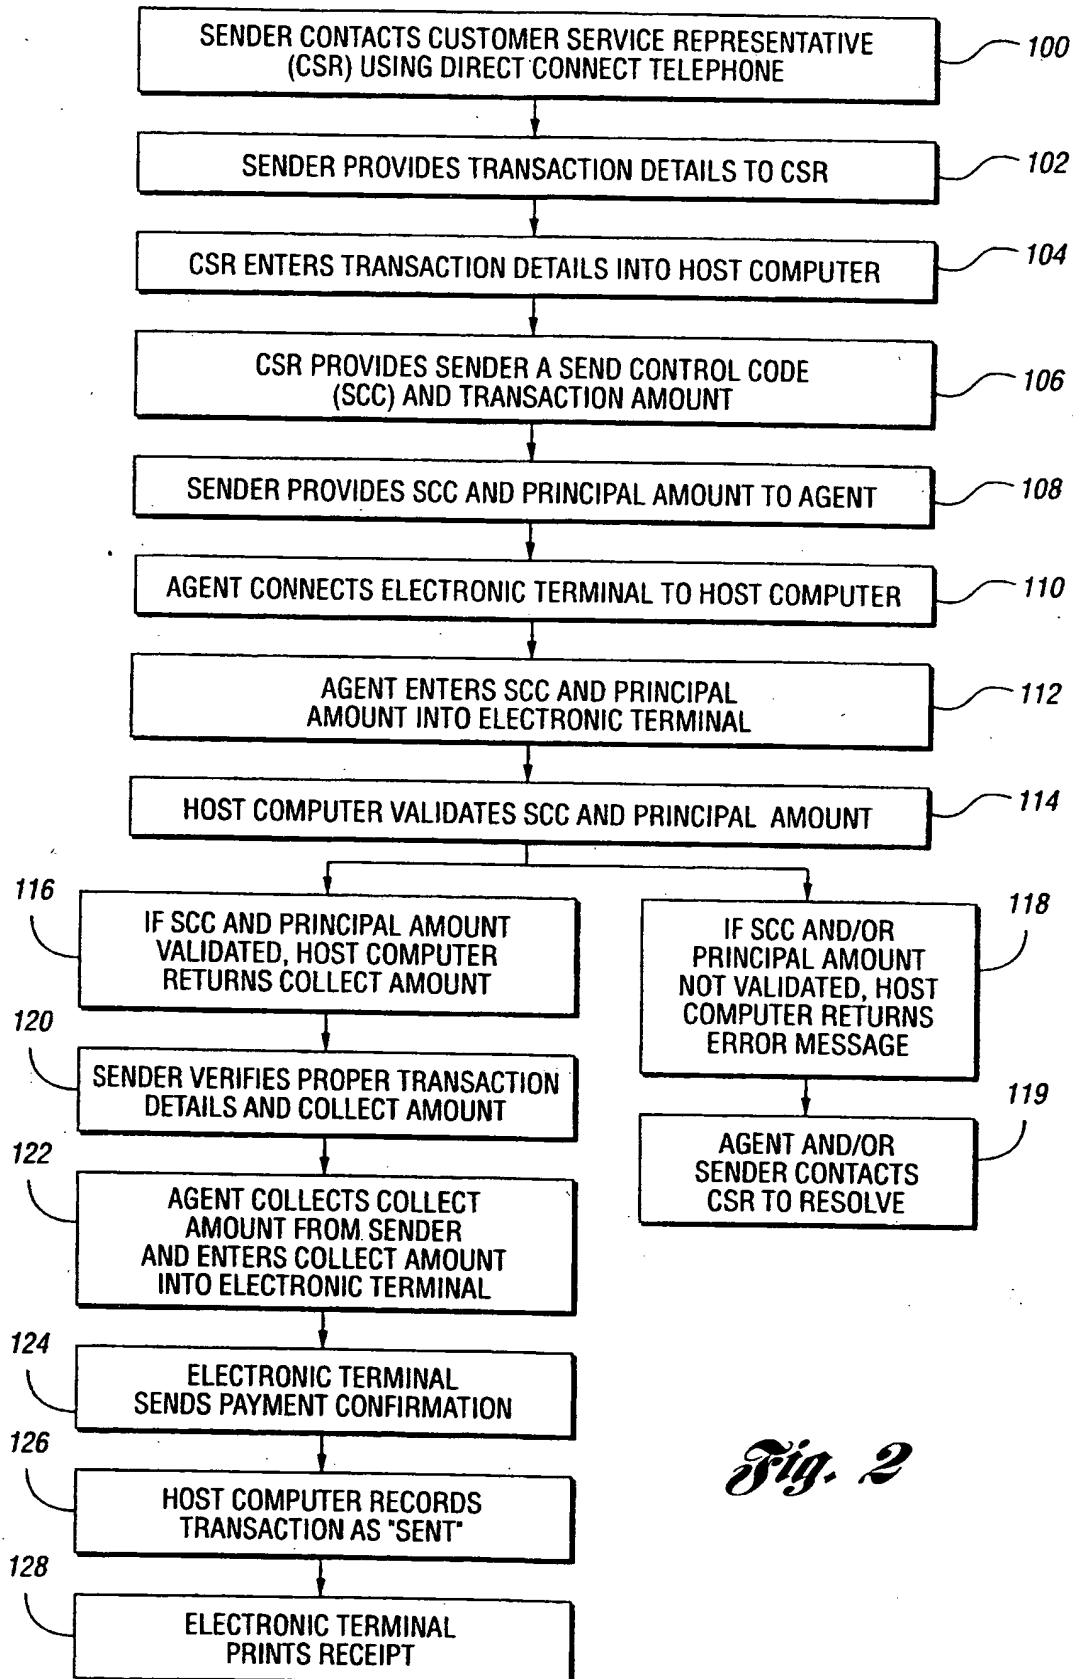 SENDER CONTACTS CUSTOMER SERVICE REPRESENTATIVE
(CSR) USING DIRECT CONNECT TELEPHONE
100
SENDER PROVIDES TRANSACTION DETAILS TO CSR
102
CSR ENTERS TRANSACTION DETAILS INTO HOST COMPUTER
104
CSR PROVIDES SENDER A SEND CONTROL CODE
(SCC) AND TRANSACTION AMOUNT
106
SENDER PROVIDES SCC AND PRINCIPAL AMOUNT TO AGENT
108
AGENT CONNECTS ELECTRONIC TERMINAL TO HOST COMPUTER
110
AGENT ENTERS SCC AND PRINCIPAL
AMOUNT INTO ELECTRONIC TERMINAL
112
HOST COMPUTER VALIDATES SCC AND PRINCIPAL AMOUNT
114
116
IF SCC AND PRINCIPAL AMOUNT
VALIDATED, HOST COMPUTER
RETURNS COLLECT AMOUNT
118
IF SCC AND/OR
PRINCIPAL AMOUNT
NOT VALIDATED, HOST
COMPUTER RETURNS
ERROR MESSAGE
120
SENDER VERIFIES PROPER TRANSACTION
DETAILS AND COLLECT AMOUNT
119
AGENT AND/OR
SENDER CONTACTS
CSR TO RESOLVE
122
AGENT COLLECTS COLLECT
AMOUNT FROM SENDER
AND ENTERS COLLECT AMOUNT
INTO ELECTRONIC TERMINAL
124
ELECTRONIC TERMINAL
SENDS PAYMENT CONFIRMATION
126
HOST COMPUTER RECORDS
TRANSACTION AS "SENT"
128
ELECTRONIC TERMINAL
PRINTS RECEIPT
Fig. 2